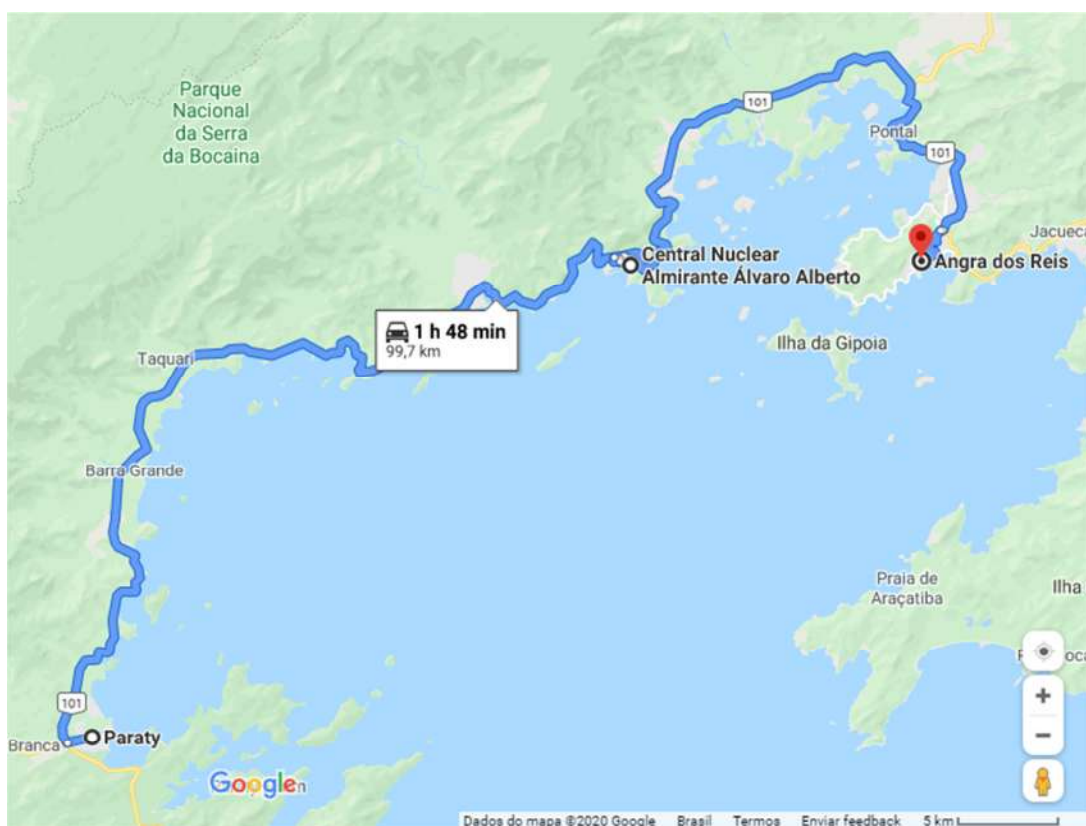 Parque
Nacional
da Serra
da Bocaina
101
Pontal
101
Jacueca
Central Nuclear
Almirante Álvaro Alberto
Angra dos Reis
1 h 48 min
99,7 km
Ilha da Gipoia
Taquari
Barra Grande
Praia de
Araçatiba
Ilha
101
Paraty
Branca
Google
Dados do mapa ©2020 Google Brasil Termos Enviar feedback 5 km